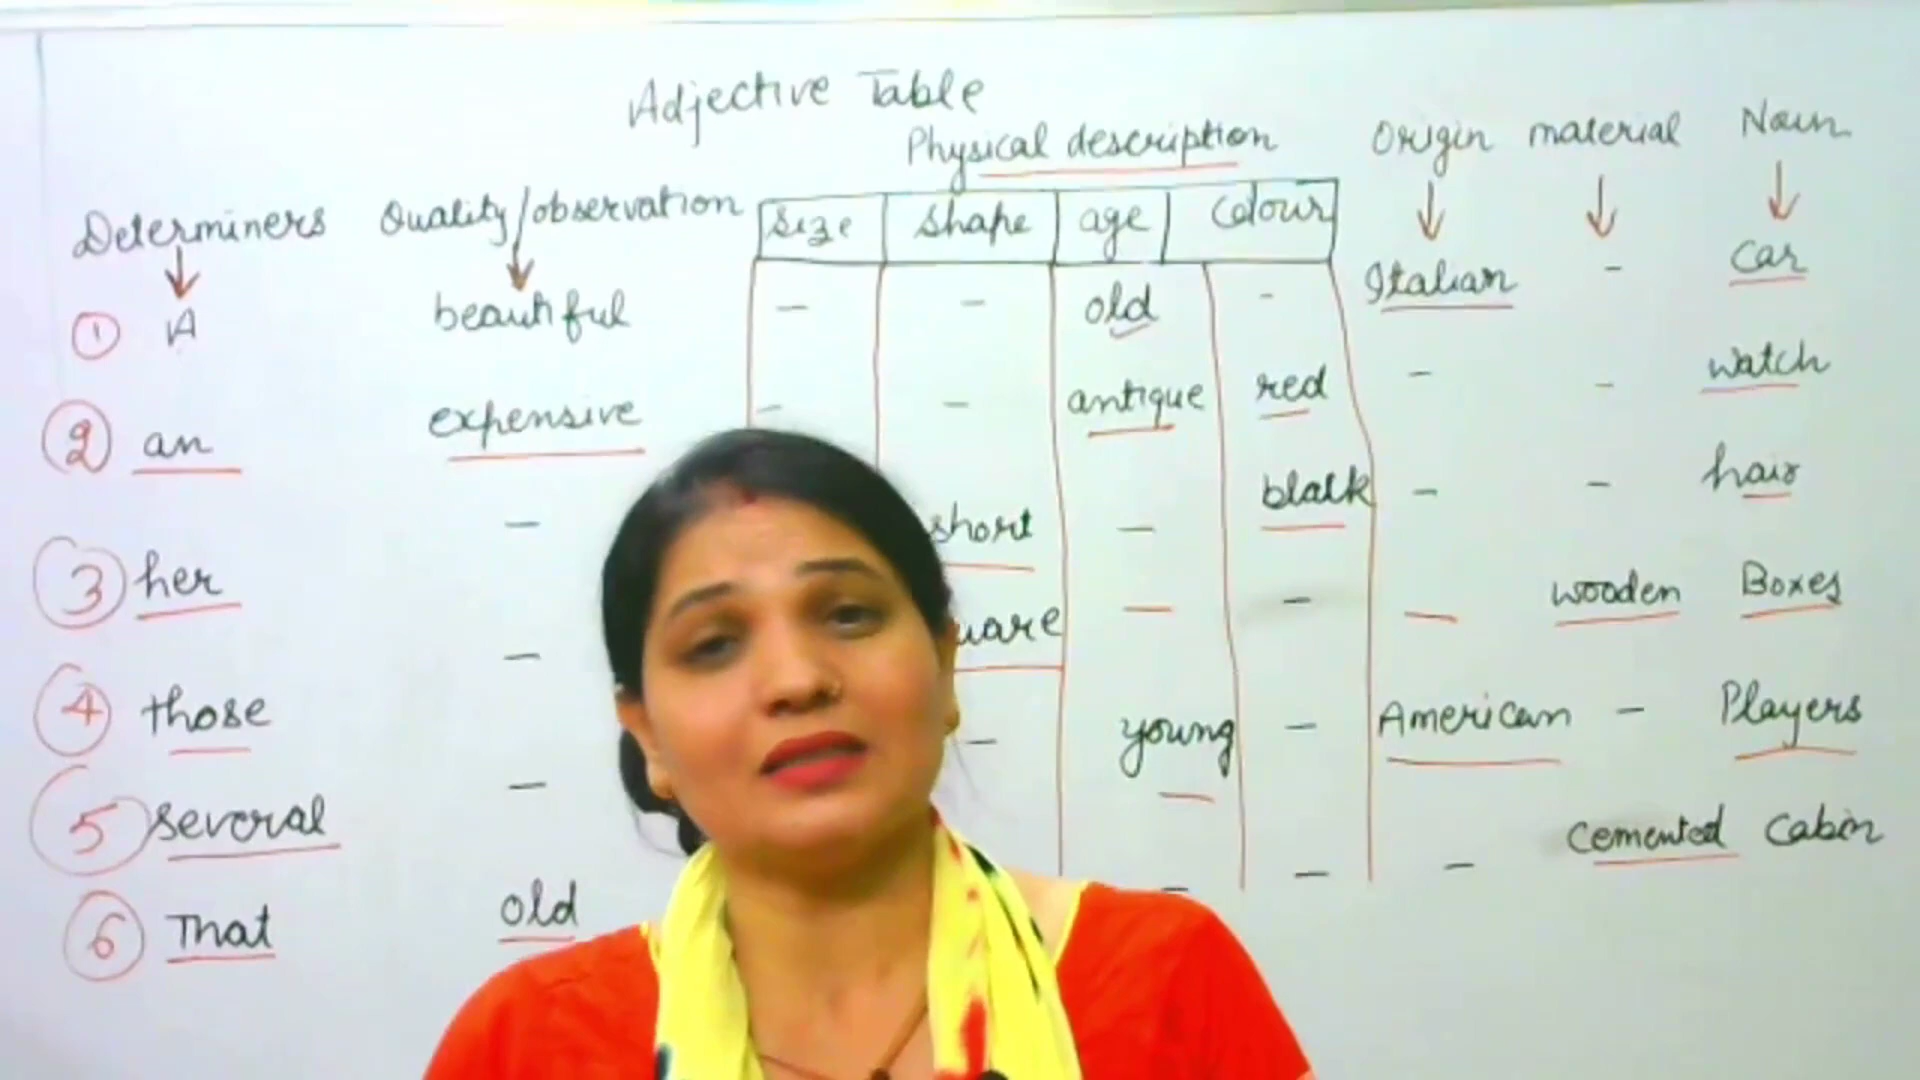 Adjective Table
Physical description Origin material Noun
Determiners Quality/observation size shape age Colour
① A beautiful - - old - Italian - Car
② an expensive - - antique red - - watch
③ her - short - blalk - - hair
④ those - - - - wooden Boxes
⑤ several - - young - American - Players
⑥ That old - - - cemented Cabin